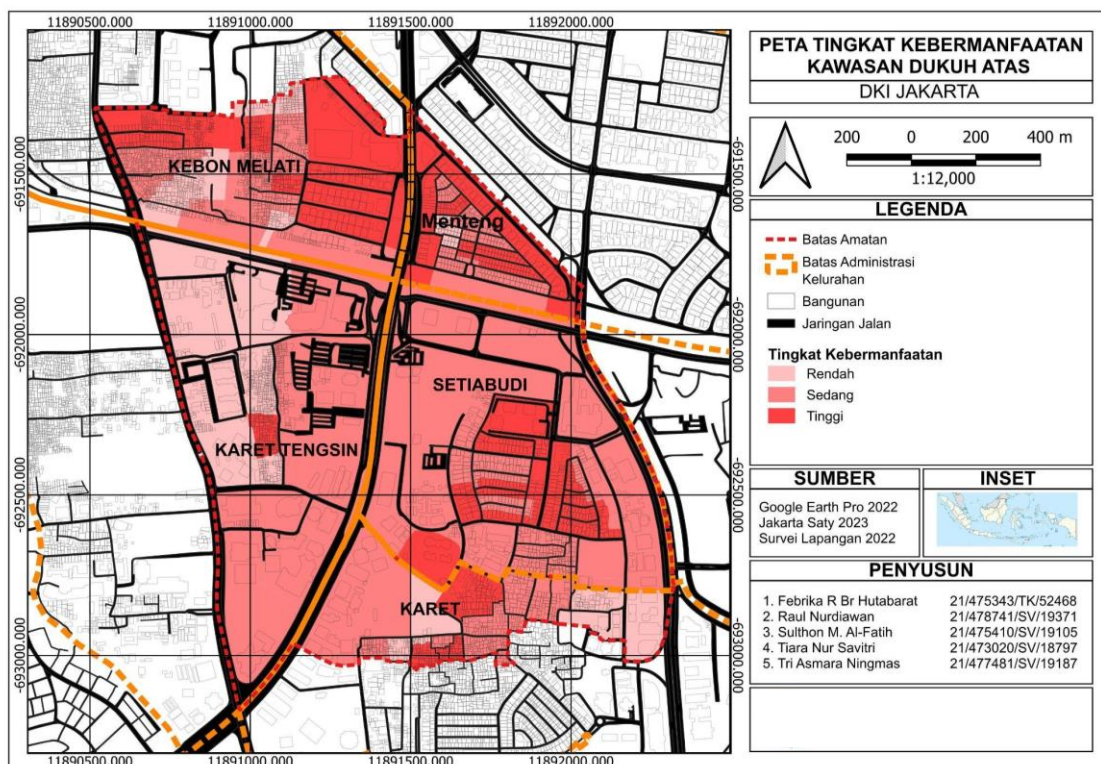 11890500.000 11891000.000 11891500.000 11892000.000
-691500.000
-692000.000
-692500.000
-693000.000
KEBON MELATI
Menteng
SETIABUDI
KARET TENGSIN
KARET
-691500.000
-692000.000
-692500.000
-693000.000
11890500.000 11891000.000 11891500.000 11892000.000
PETA TINGKAT KEBERMANFAATAN
KAWASAN DUKUH ATAS
DKI JAKARTA
200 0 200 400 m
1:12,000
LEGENDA
Batas Amatan
Batas Administrasi
Kelurahan
Bangunan
Jaringan Jalan
Tingkat Kebermanfaatan
Rendah
Sedang
Tinggi
SUMBER
Google Earth Pro 2022
Jakarta Saty 2023
Survei Lapangan 2022
INSET
PENYUSUN
1. Febrika R Br Hutabarat 21/475343/TK/52468
2. Raul Nurdiawan 21/478741/SV/19371
3. Sulthon M. Al-Fatih 21/475410/SV/19105
4. Tiara Nur Savitri 21/473020/SV/18797
5. Tri Asmara Ningmas 21/477481/SV/19187